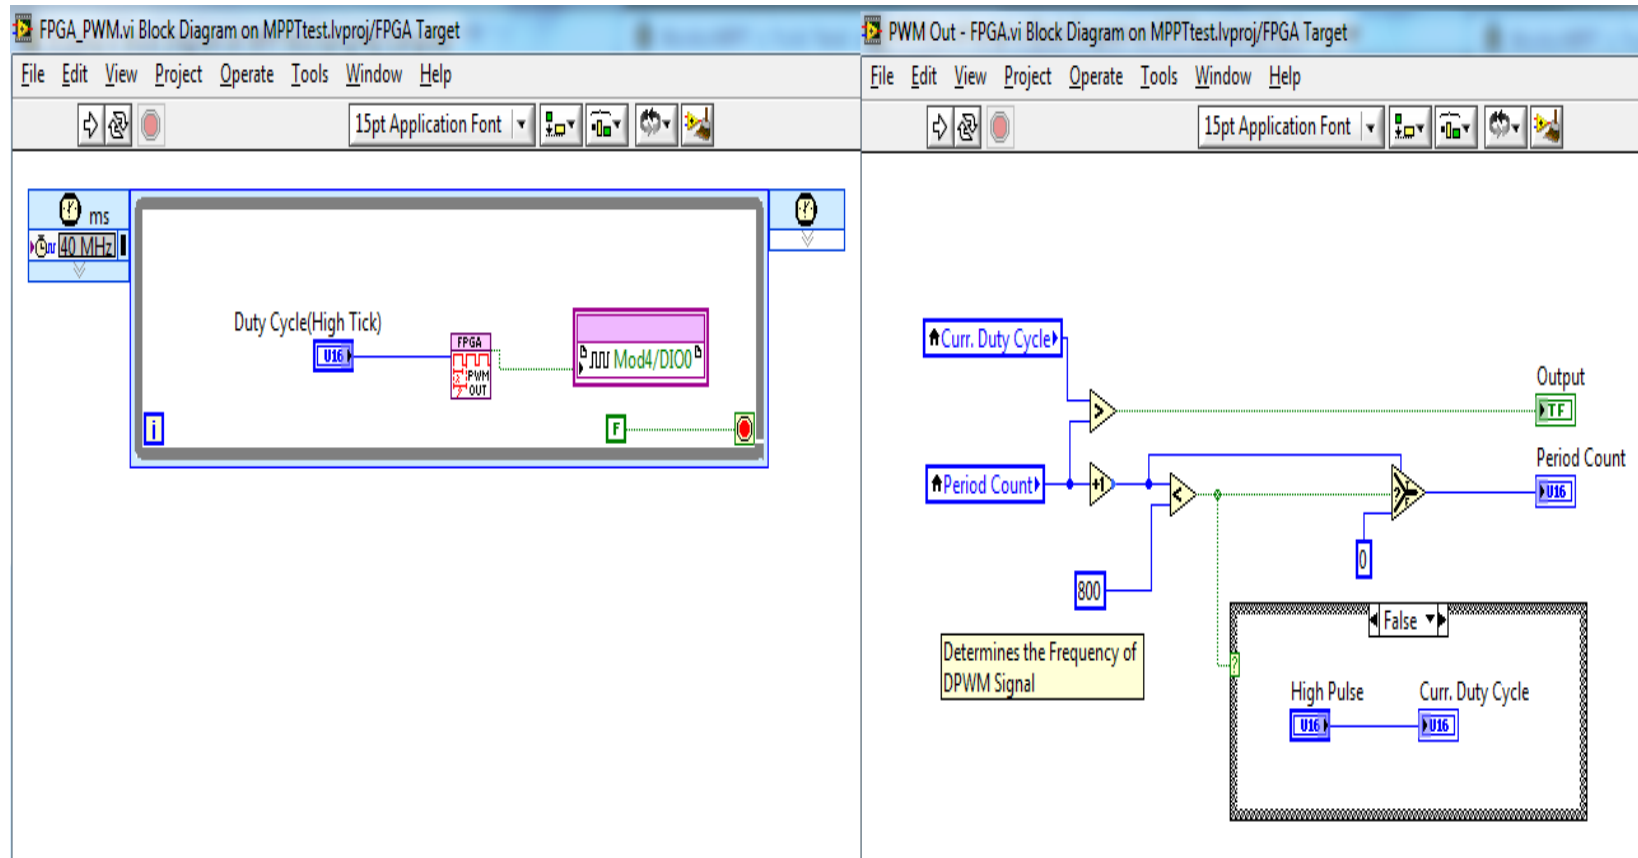 FPGA_PWM.vi Block Diagram on MPPTtest.lvproj/FPGA Target
File Edit View Project Operate Tools Window Help
15pt Application Font
ms
40 MHz
Duty Cycle(High Tick)
U16
FPGA
PWM
OUT
Mod4/DIO0
F
i
PWM Out - FPGA.vi Block Diagram on MPPTtest.lvproj/FPGA Target
File Edit View Project Operate Tools Window Help
15pt Application Font
Curr. Duty Cycle
>
Output
TF
Period Count
+1
<
?
Period Count
U16
0
800
Determines the Frequency of
DPWM Signal
False
?
High Pulse
U16
Curr. Duty Cycle
U16